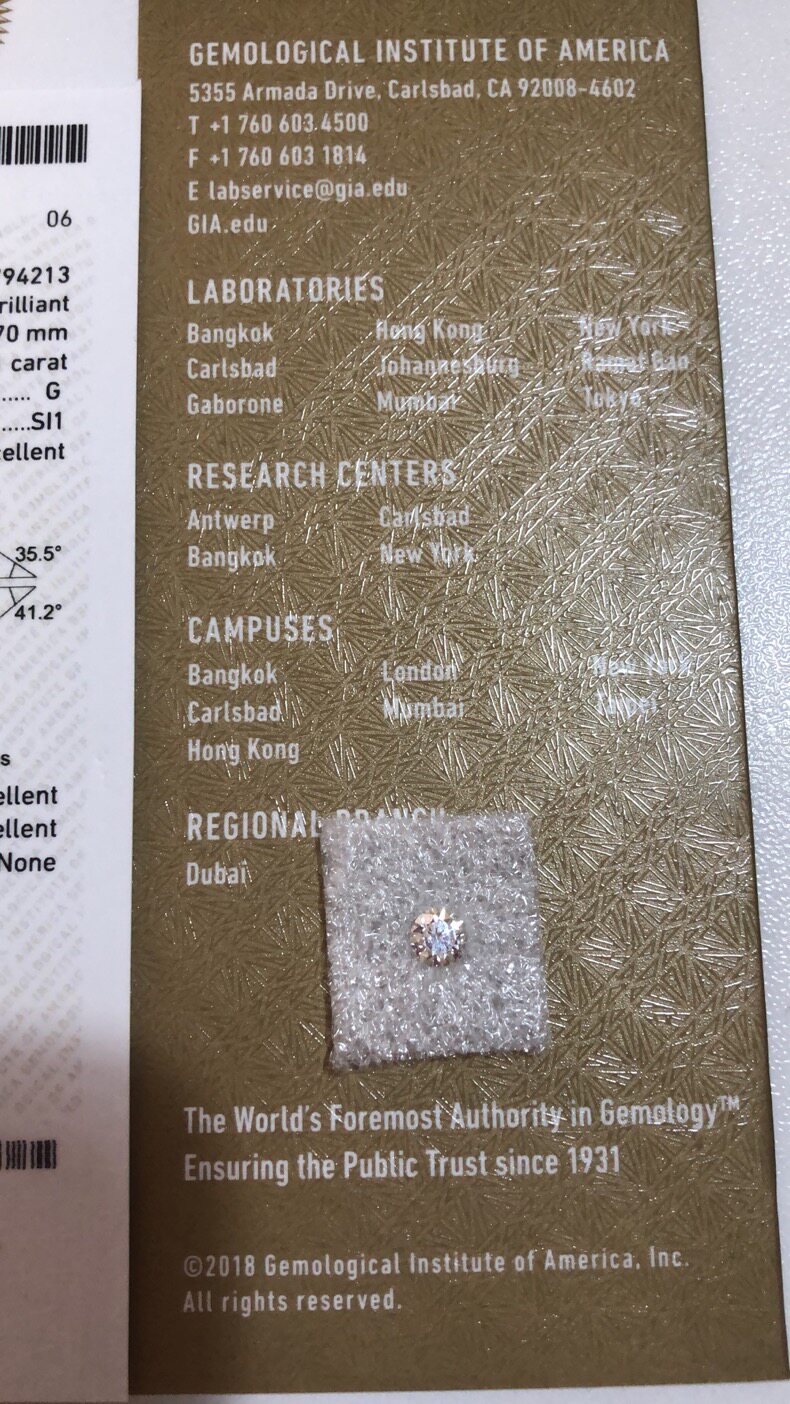 06
94213
rilliant
70 mm
carat
..... G
.....SI1
ellent
35.5°
41.2°
s
ellent
ellent
None
GEMOLOGICAL INSTITUTE OF AMERICA
5355 Armada Drive, Carlsbad, CA 92008-4602
T +1 760 603 4500
F +1 760 603 1814
E labservice@gia.edu
GIA.edu
LABORATORIES
Bangkok Hong Kong New York
Carlsbad Johannesburg Ramat Gan
Gaborone Mumbai Tokyo
RESEARCH CENTERS
Antwerp Carlsbad
Bangkok New York
CAMPUSES
Bangkok London New York
Carlsbad Mumbai Taipei
Hong Kong
REGIONAL BRANCH
Dubai
The World's Foremost Authority in Gemology™
Ensuring the Public Trust since 1931
©2018 Gemological Institute of America, Inc.
All rights reserved.